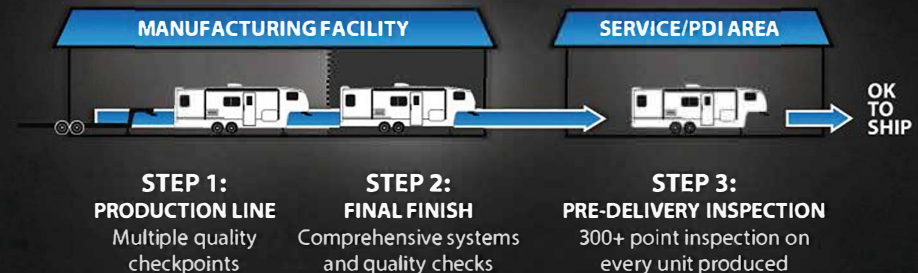 MANUFACTURING FACILITY
SERVICE/PDI AREA
OK
TO
SHIP
STEP 1:
PRODUCTION LINE
Multiple quality
checkpoints
STEP 2:
FINAL FINISH
Comprehensive systems
and quality checks
STEP 3:
PRE-DELIVERY INSPECTION
300+ point inspection on
every unit produced